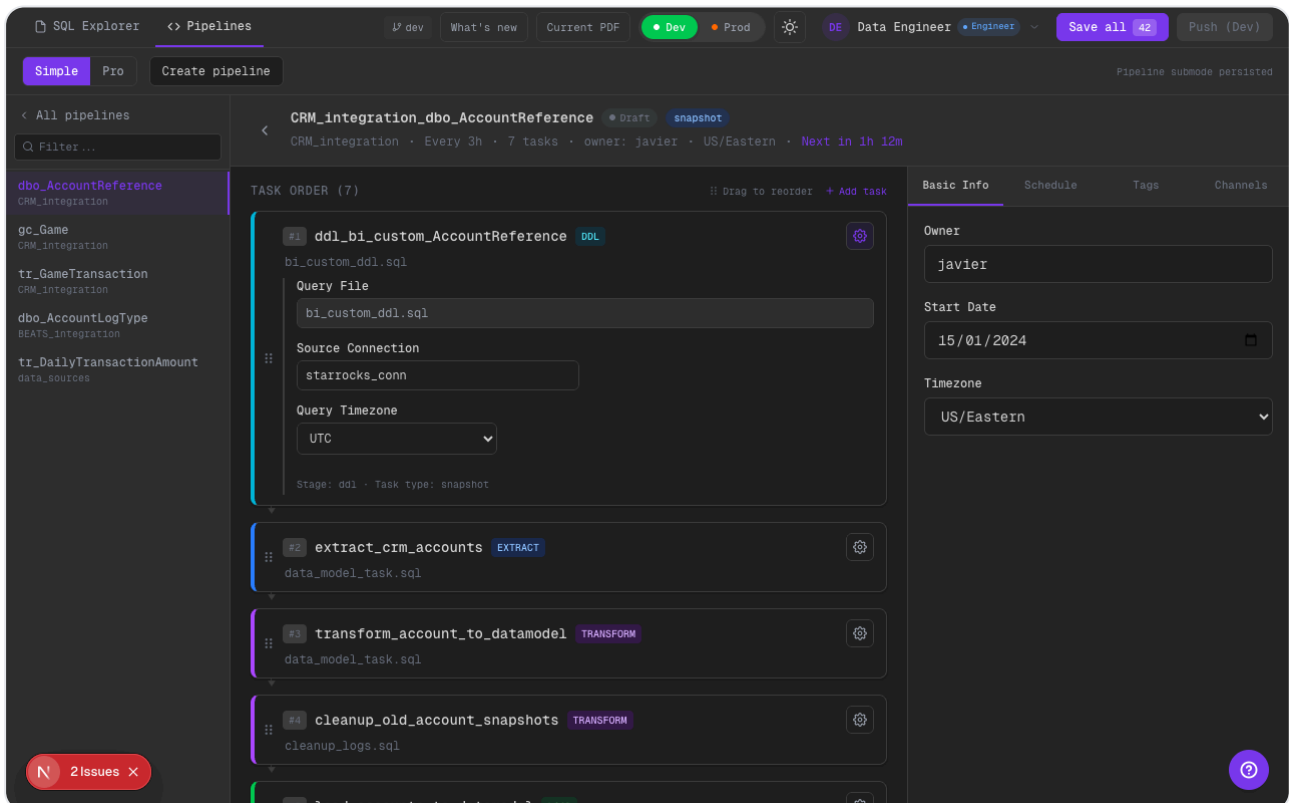 SQL Explorer
<> Pipelines
dev
What's new
Current PDF
Dev
Prod
DE
Data Engineer
Engineer
Save all 42
Push (Dev)
Simple
Pro
Create pipeline
Pipeline submode persisted
All pipelines
Filter...
dbo_AccountReference
CRM_integration
gc_Game
CRM_integration
tr_GameTransaction
CRM_integration
dbo_AccountLogType
BEATS_integration
tr_DailyTransactionAmount
data_sources
CRM_integration_dbo_AccountReference
Draft
snapshot
CRM_integration · Every 3h · 7 tasks · owner: javier · US/Eastern · Next in 1h 12m
TASK ORDER (7)
Drag to reorder
+ Add task
#1 ddl_bi_custom_AccountReference DDL
bi_custom_ddl.sql
Query File
bi_custom_ddl.sql
Source Connection
starrocks_conn
Query Timezone
UTC
Stage: ddl · Task type: snapshot
#2 extract_crm_accounts EXTRACT
data_model_task.sql
#3 transform_account_to_datamodel TRANSFORM
data_model_task.sql
#4 cleanup_old_account_snapshots TRANSFORM
cleanup_logs.sql
Basic Info
Schedule
Tags
Channels
Owner
javier
Start Date
15/01/2024
Timezone
US/Eastern
N 2 Issues ×
?